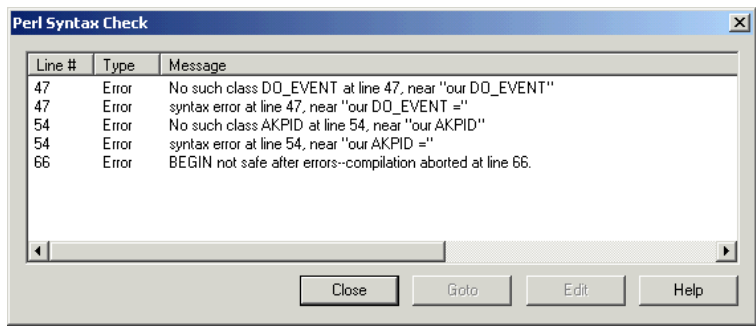 Perl Syntax Check
Line # Type Message
47 Error No such class DO_EVENT at line 47, near "our DO_EVENT"
47 Error syntax error at line 47, near "our DO_EVENT ="
54 Error No such class AKPID at line 54, near "our AKPID"
54 Error syntax error at line 54, near "our AKPID ="
66 Error BEGIN not safe after errors--compilation aborted at line 66.
Close Goto Edit Help